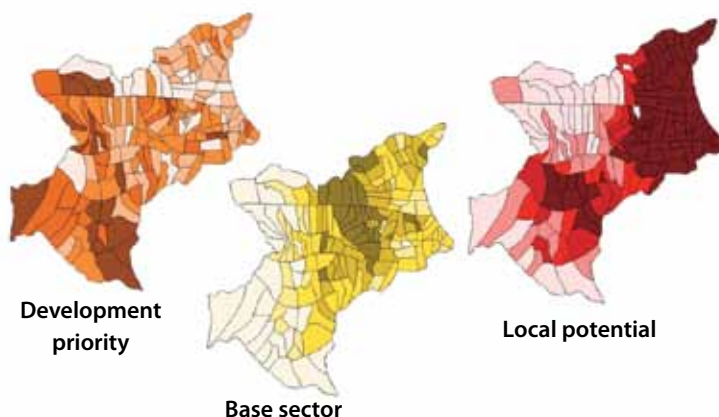 Development
priority
Base sector
Local potential